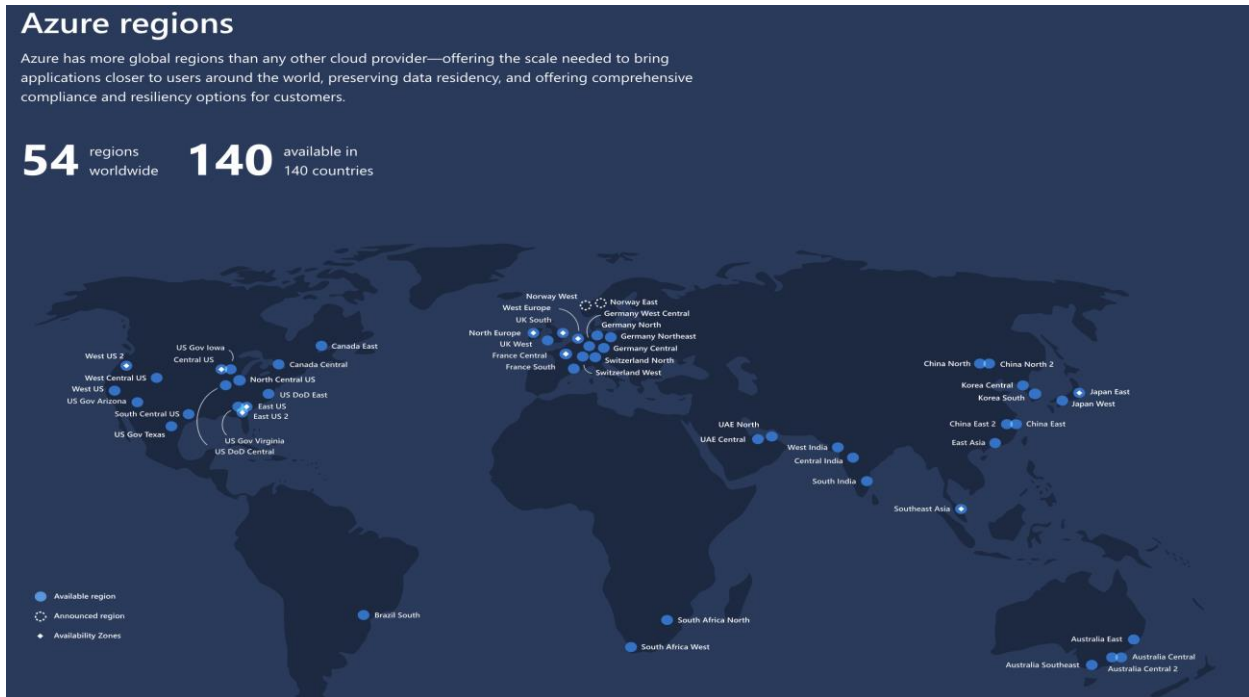 Azure regions
Azure has more global regions than any other cloud provider—offering the scale needed to bring
applications closer to users around the world, preserving data residency, and offering comprehensive
compliance and resiliency options for customers.
54 regions worldwide
140 available in 140 countries
Norway West
Norway East
West Europe
Germany West Central
UK South
Germany North
North Europe
Germany Northeast
UK West
Germany Central
France Central
Switzerland North
France South
Switzerland West
US Gov Iowa
Canada East
West US 2
Central US
Canada Central
West Central US
North Central US
West US
US DoD East
US Gov Arizona
East US
South Central US
East US 2
US Gov Texas
US Gov Virginia
US DoD Central
China North
China North 2
Korea Central
Korea South
Japan East
Japan West
China East 2
China East
East Asia
UAE North
UAE Central
West India
Central India
South India
Southeast Asia
Available region
Announced region
Availability Zones
Brazil South
South Africa North
South Africa West
Australia East
Australia Central
Australia Southeast
Australia Central 2